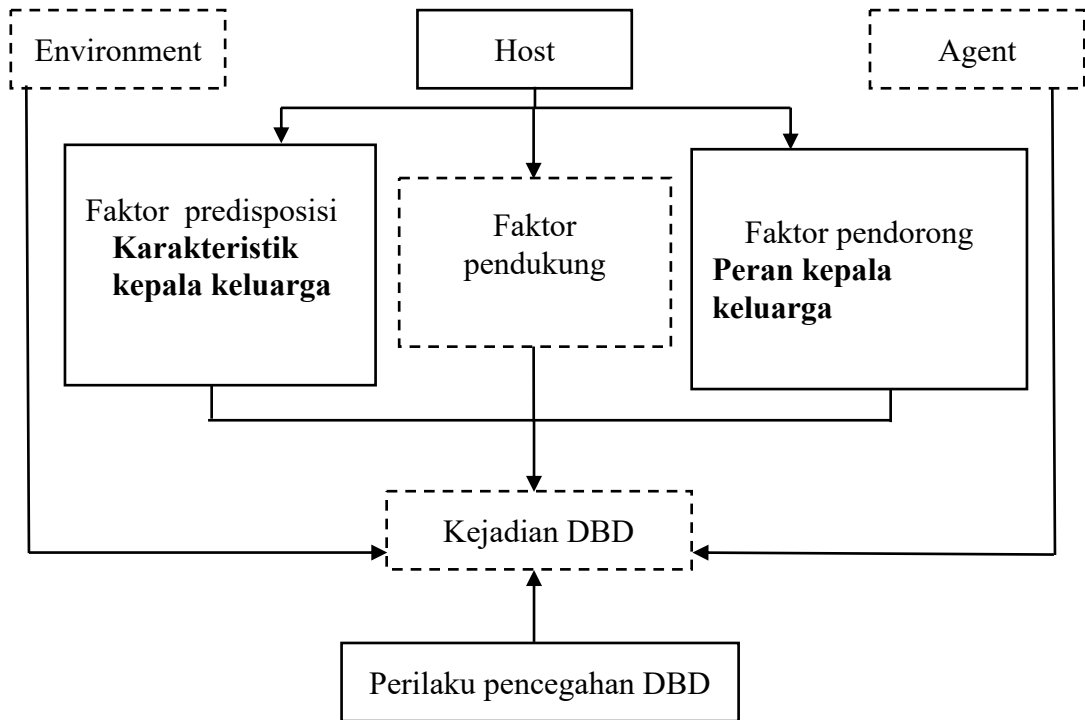 Environment
Host
Agent
Faktor predisposisi
Karakteristik
kepala keluarga
Faktor
pendukung
Faktor pendorong
Peran kepala
keluarga
Kejadian DBD
Perilaku pencegahan DBD